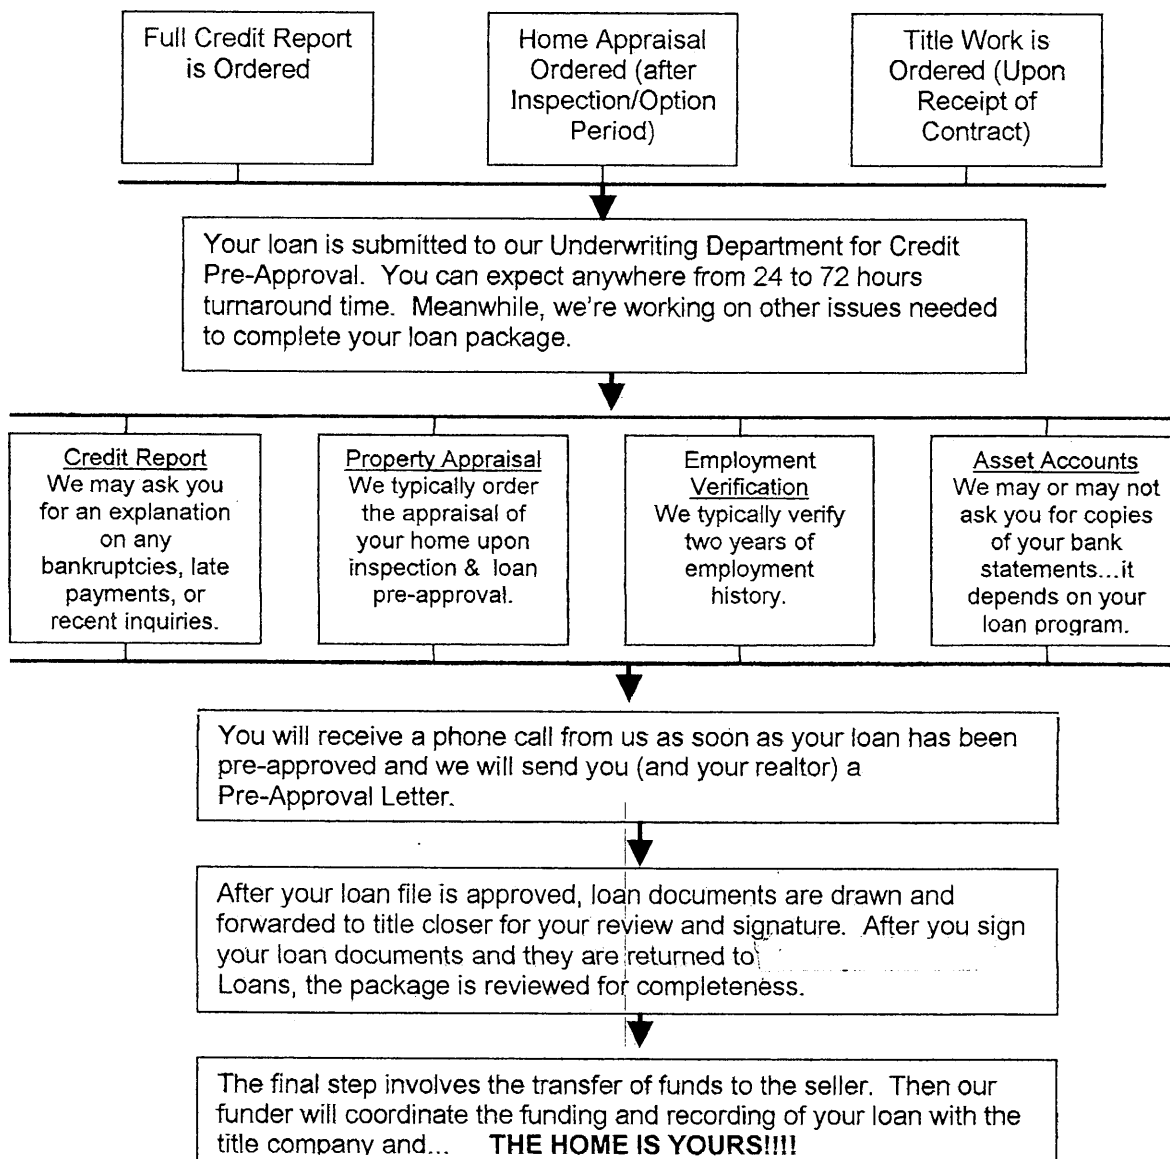 Full Credit Report
is Ordered
Home Appraisal
Ordered (after
Inspection/Option
Period)
Title Work is
Ordered (Upon
Receipt of
Contract)
Your loan is submitted to our Underwriting Department for Credit
Pre-Approval.  You can expect anywhere from 24 to 72 hours
turnaround time.  Meanwhile, we're working on other issues needed
to complete your loan package.
Credit Report
We may ask you
for an explanation
on any
bankruptcies, late
payments, or
recent inquiries.
Property Appraisal
We typically order
the appraisal of
your home upon
inspection & loan
pre-approval.
Employment
Verification
We typically verify
two years of
employment
history.
Asset Accounts
We may or may not
ask you for copies
of your bank
statements...it
depends on your
loan program.
You will receive a phone call from us as soon as your loan has been
pre-approved and we will send you (and your realtor) a
Pre-Approval Letter.
After your loan file is approved, loan documents are drawn and
forwarded to title closer for your review and signature.  After you sign
your loan documents and they are returned to
Loans, the package is reviewed for completeness.
The final step involves the transfer of funds to the seller.  Then our
funder will coordinate the funding and recording of your loan with the
title company and... THE HOME IS YOURS!!!!